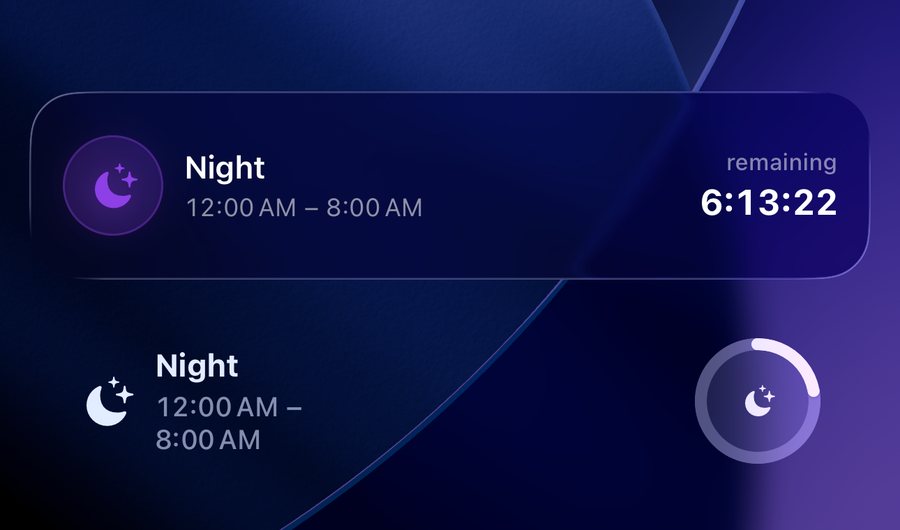 Night
12:00 AM – 8:00 AM
remaining
6:13:22
Night
12:00 AM –
8:00 AM